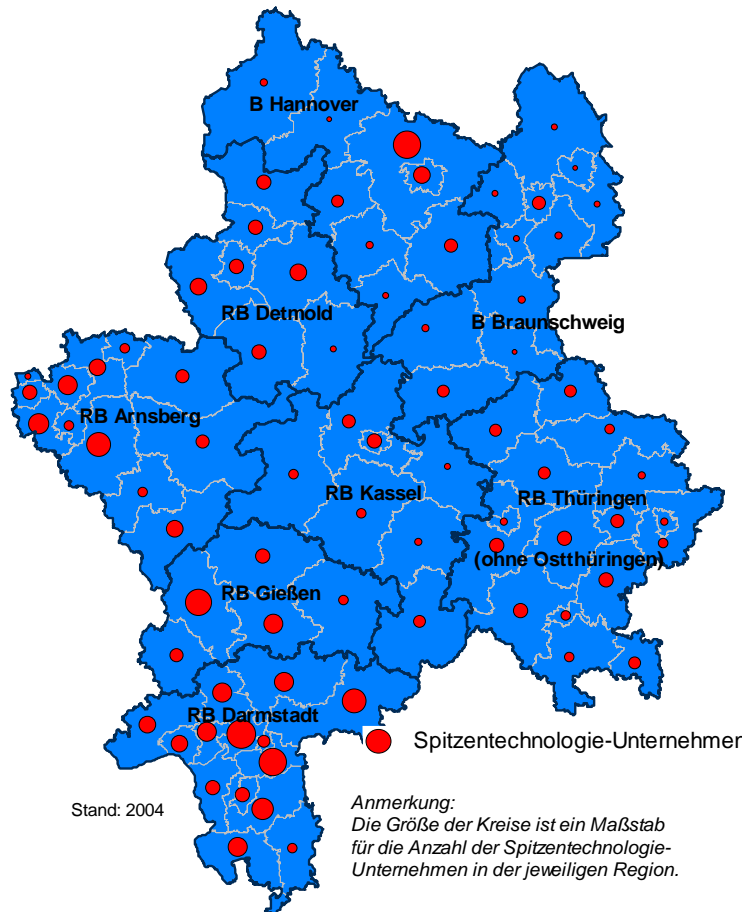 B Hannover
RB Detmold
B Braunschweig
RB Arnsberg
RB Kassel
RB Thüringen
(ohne Ostthüringen)
RB Gießen
RB Darmstadt
Spitzentechnologie-Unternehmen
Stand: 2004
Anmerkung:
Die Größe der Kreise ist ein Maßstab
für die Anzahl der Spitzentechnologie-
Unternehmen in der jeweiligen Region.